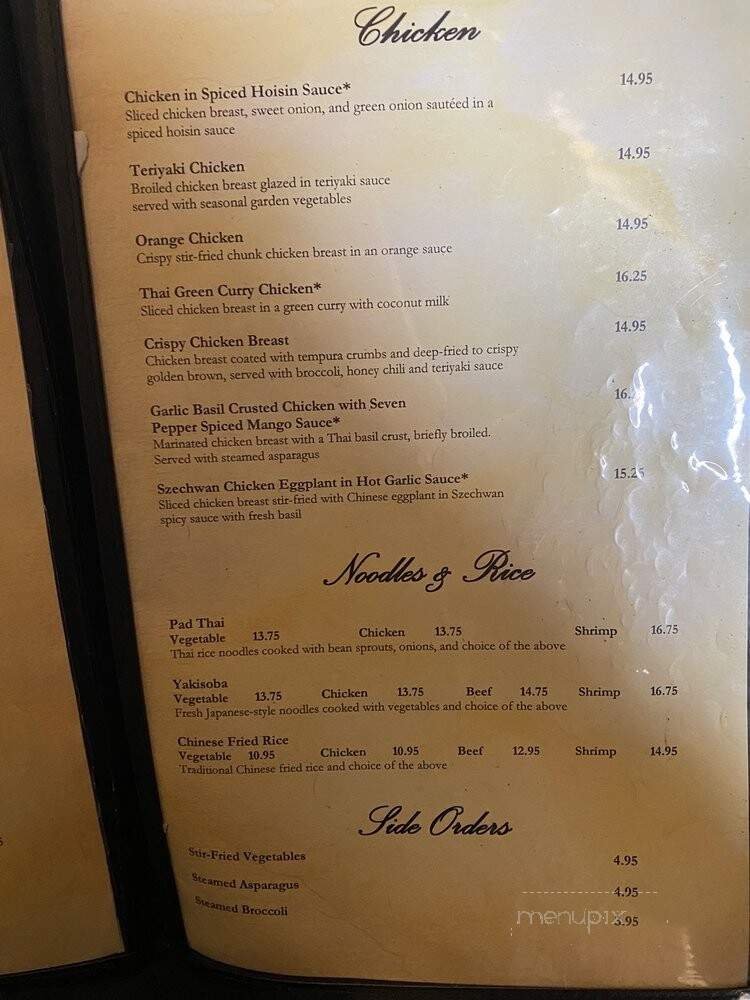 Chicken
Chicken in Spiced Hoisin Sauce* 14.95
Sliced chicken breast, sweet onion, and green onion sautéed in a
spiced hoisin sauce
Teriyaki Chicken 14.95
Broiled chicken breast glazed in teriyaki sauce
served with seasonal garden vegetables
Orange Chicken 14.95
Crispy stir-fried chunk chicken breast in an orange sauce
Thai Green Curry Chicken* 16.25
Sliced chicken breast in a green curry with coconut milk
Crispy Chicken Breast 14.95
Chicken breast coated with tempura crumbs and deep-fried to crispy
golden brown, served with broccoli, honey chili and teriyaki sauce
Garlic Basil Crusted Chicken with Seven
Pepper Spiced Mango Sauce*
Marinated chicken breast with a Thai basil crust, briefly broiled.
Served with steamed asparagus
Szechwan Chicken Eggplant in Hot Garlic Sauce* 15.25
Sliced chicken breast stir-fried with Chinese eggplant in Szechwan
spicy sauce with fresh basil
Noodles & Rice
Pad Thai
Vegetable 13.75 Chicken 13.75 Shrimp 16.75
Thai rice noodles cooked with bean sprouts, onions, and choice of the above
Yakisoba
Vegetable 13.75 Chicken 13.75 Beef 14.75 Shrimp 16.75
Fresh Japanese-style noodles cooked with vegetables and choice of the above
Chinese Fried Rice
Vegetable 10.95 Chicken 10.95 Beef 12.95 Shrimp 14.95
Traditional Chinese fried rice and choice of the above
Side Orders
Stir-Fried Vegetables 4.95
Steamed Asparagus 4.95
Steamed Broccoli
menupix